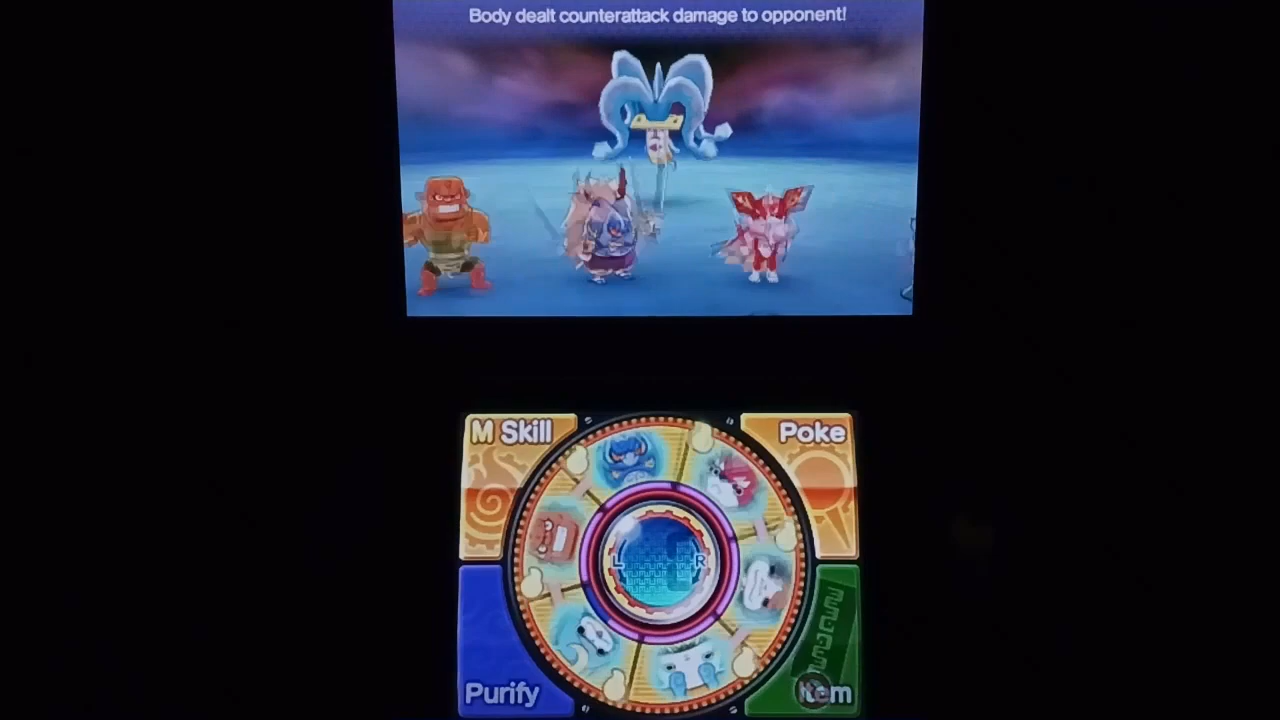 Body dealt counterattack damage to opponent!
M Skill
Poke
L
R
Purify
Item